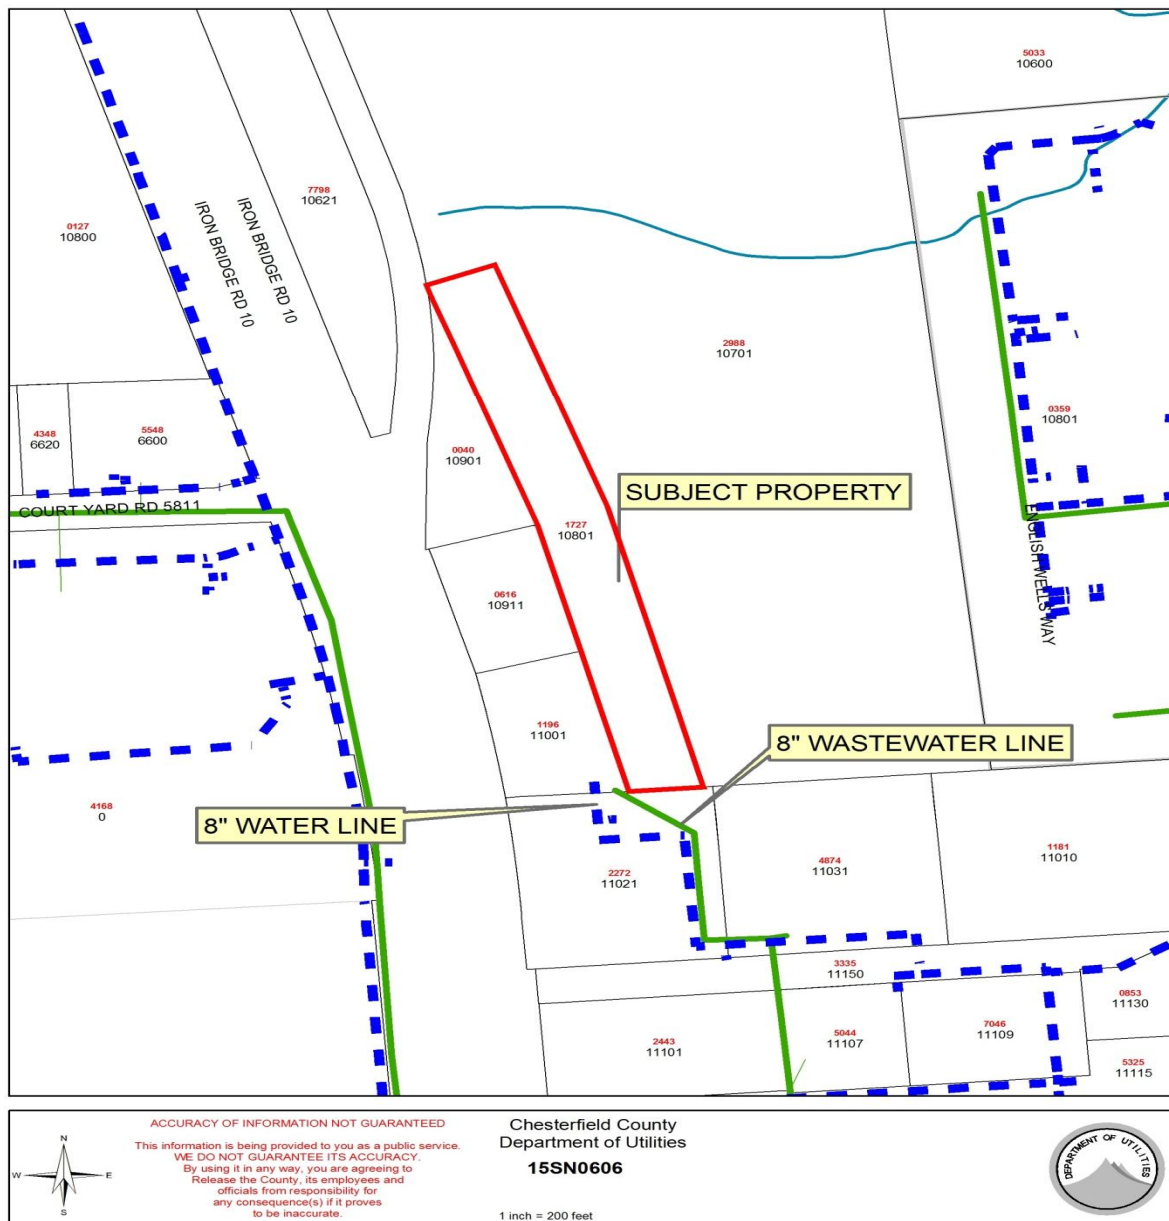 5033
10600
7798
10621
IRON BRIDGE RD 10
IRON BRIDGE RD 10
0127
10800
2988
10701
4348
6620
5548
6600
0359
10801
0040
10901
SUBJECT PROPERTY
COURT YARD RD 5811
1727
10801
ENGLISH WELLS WAY
0616
10911
1196
11001
8" WASTEWATER LINE
4168
0
8" WATER LINE
2272
11021
4874
11031
1181
11010
3335
11150
0853
11130
2443
11101
5044
11107
7046
11109
5325
11115
N
W
E
S
ACCURACY OF INFORMATION NOT GUARANTEED
This information is being provided to you as a public service.
WE DO NOT GUARANTEE ITS ACCURACY.
By using it in any way, you are agreeing to
Release the County, its employees and
officials from responsibility for
any consequence(s) if it proves
to be inaccurate.
Chesterfield County
Department of Utilities
15SN0606
1 inch = 200 feet
DEPARTMENT OF UTILITIES